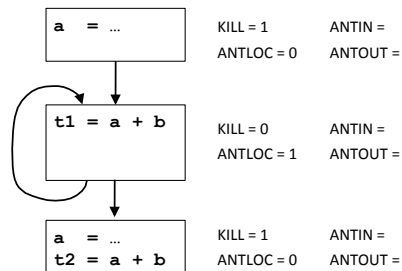 a = …
KILL = 1 ANTIN =
ANTLOC = 0 ANTOUT =
t1 = a + b
KILL = 0 ANTIN =
ANTLOC = 1 ANTOUT =
a = …
t2 = a + b
KILL = 1 ANTIN =
ANTLOC = 0 ANTOUT =